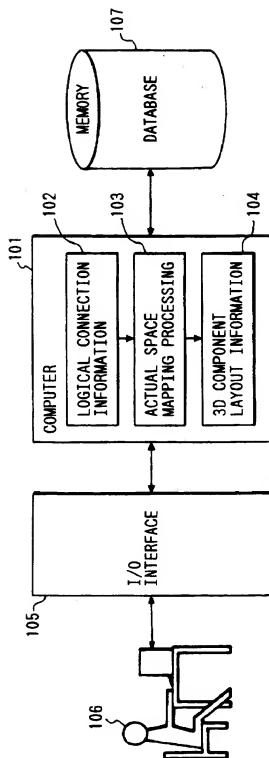 107
MEMORY
DATABASE
101
COMPUTER
102
LOGICAL CONNECTION
INFORMATION
103
ACTUAL SPACE
MAPPING PROCESSING
104
3D COMPONENT
LAYOUT INFORMATION
105
I/O
INTERFACE
106